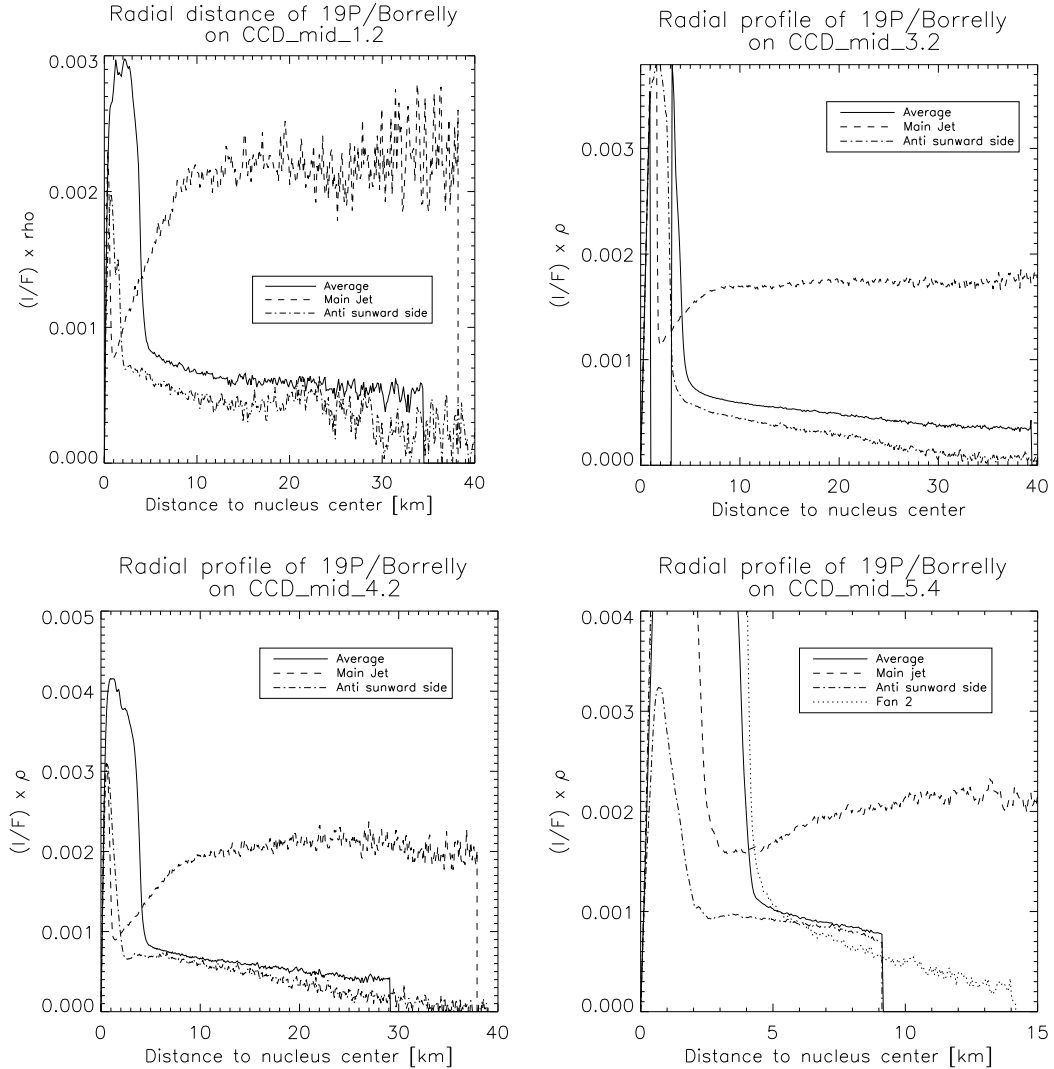 Radial distance of 19P/Borrelly
on CCD_mid_1.2
0.003
0.002
0.001
0.000
(I/F) x rho
Average
Main Jet
Anti sunward side
0 10 20 30 40
Distance to nucleus center [km]
Radial profile of 19P/Borrelly
on CCD_mid_3.2
0.003
0.002
0.001
0.000
(I/F) x ρ
Average
Main Jet
Anti sunward side
0 10 20 30 40
Distance to nucleus center
Radial profile of 19P/Borrelly
on CCD_mid_4.2
0.005
0.004
0.003
0.002
0.001
0.000
(I/F) x ρ
Average
Main Jet
Anti sunward side
0 10 20 30 40
Distance to nucleus center [km]
Radial profile of 19P/Borrelly
on CCD_mid_5.4
0.004
0.003
0.002
0.001
0.000
(I/F) x ρ
Average
Main jet
Anti sunward side
Fan 2
0 5 10 15
Distance to nucleus center [km]